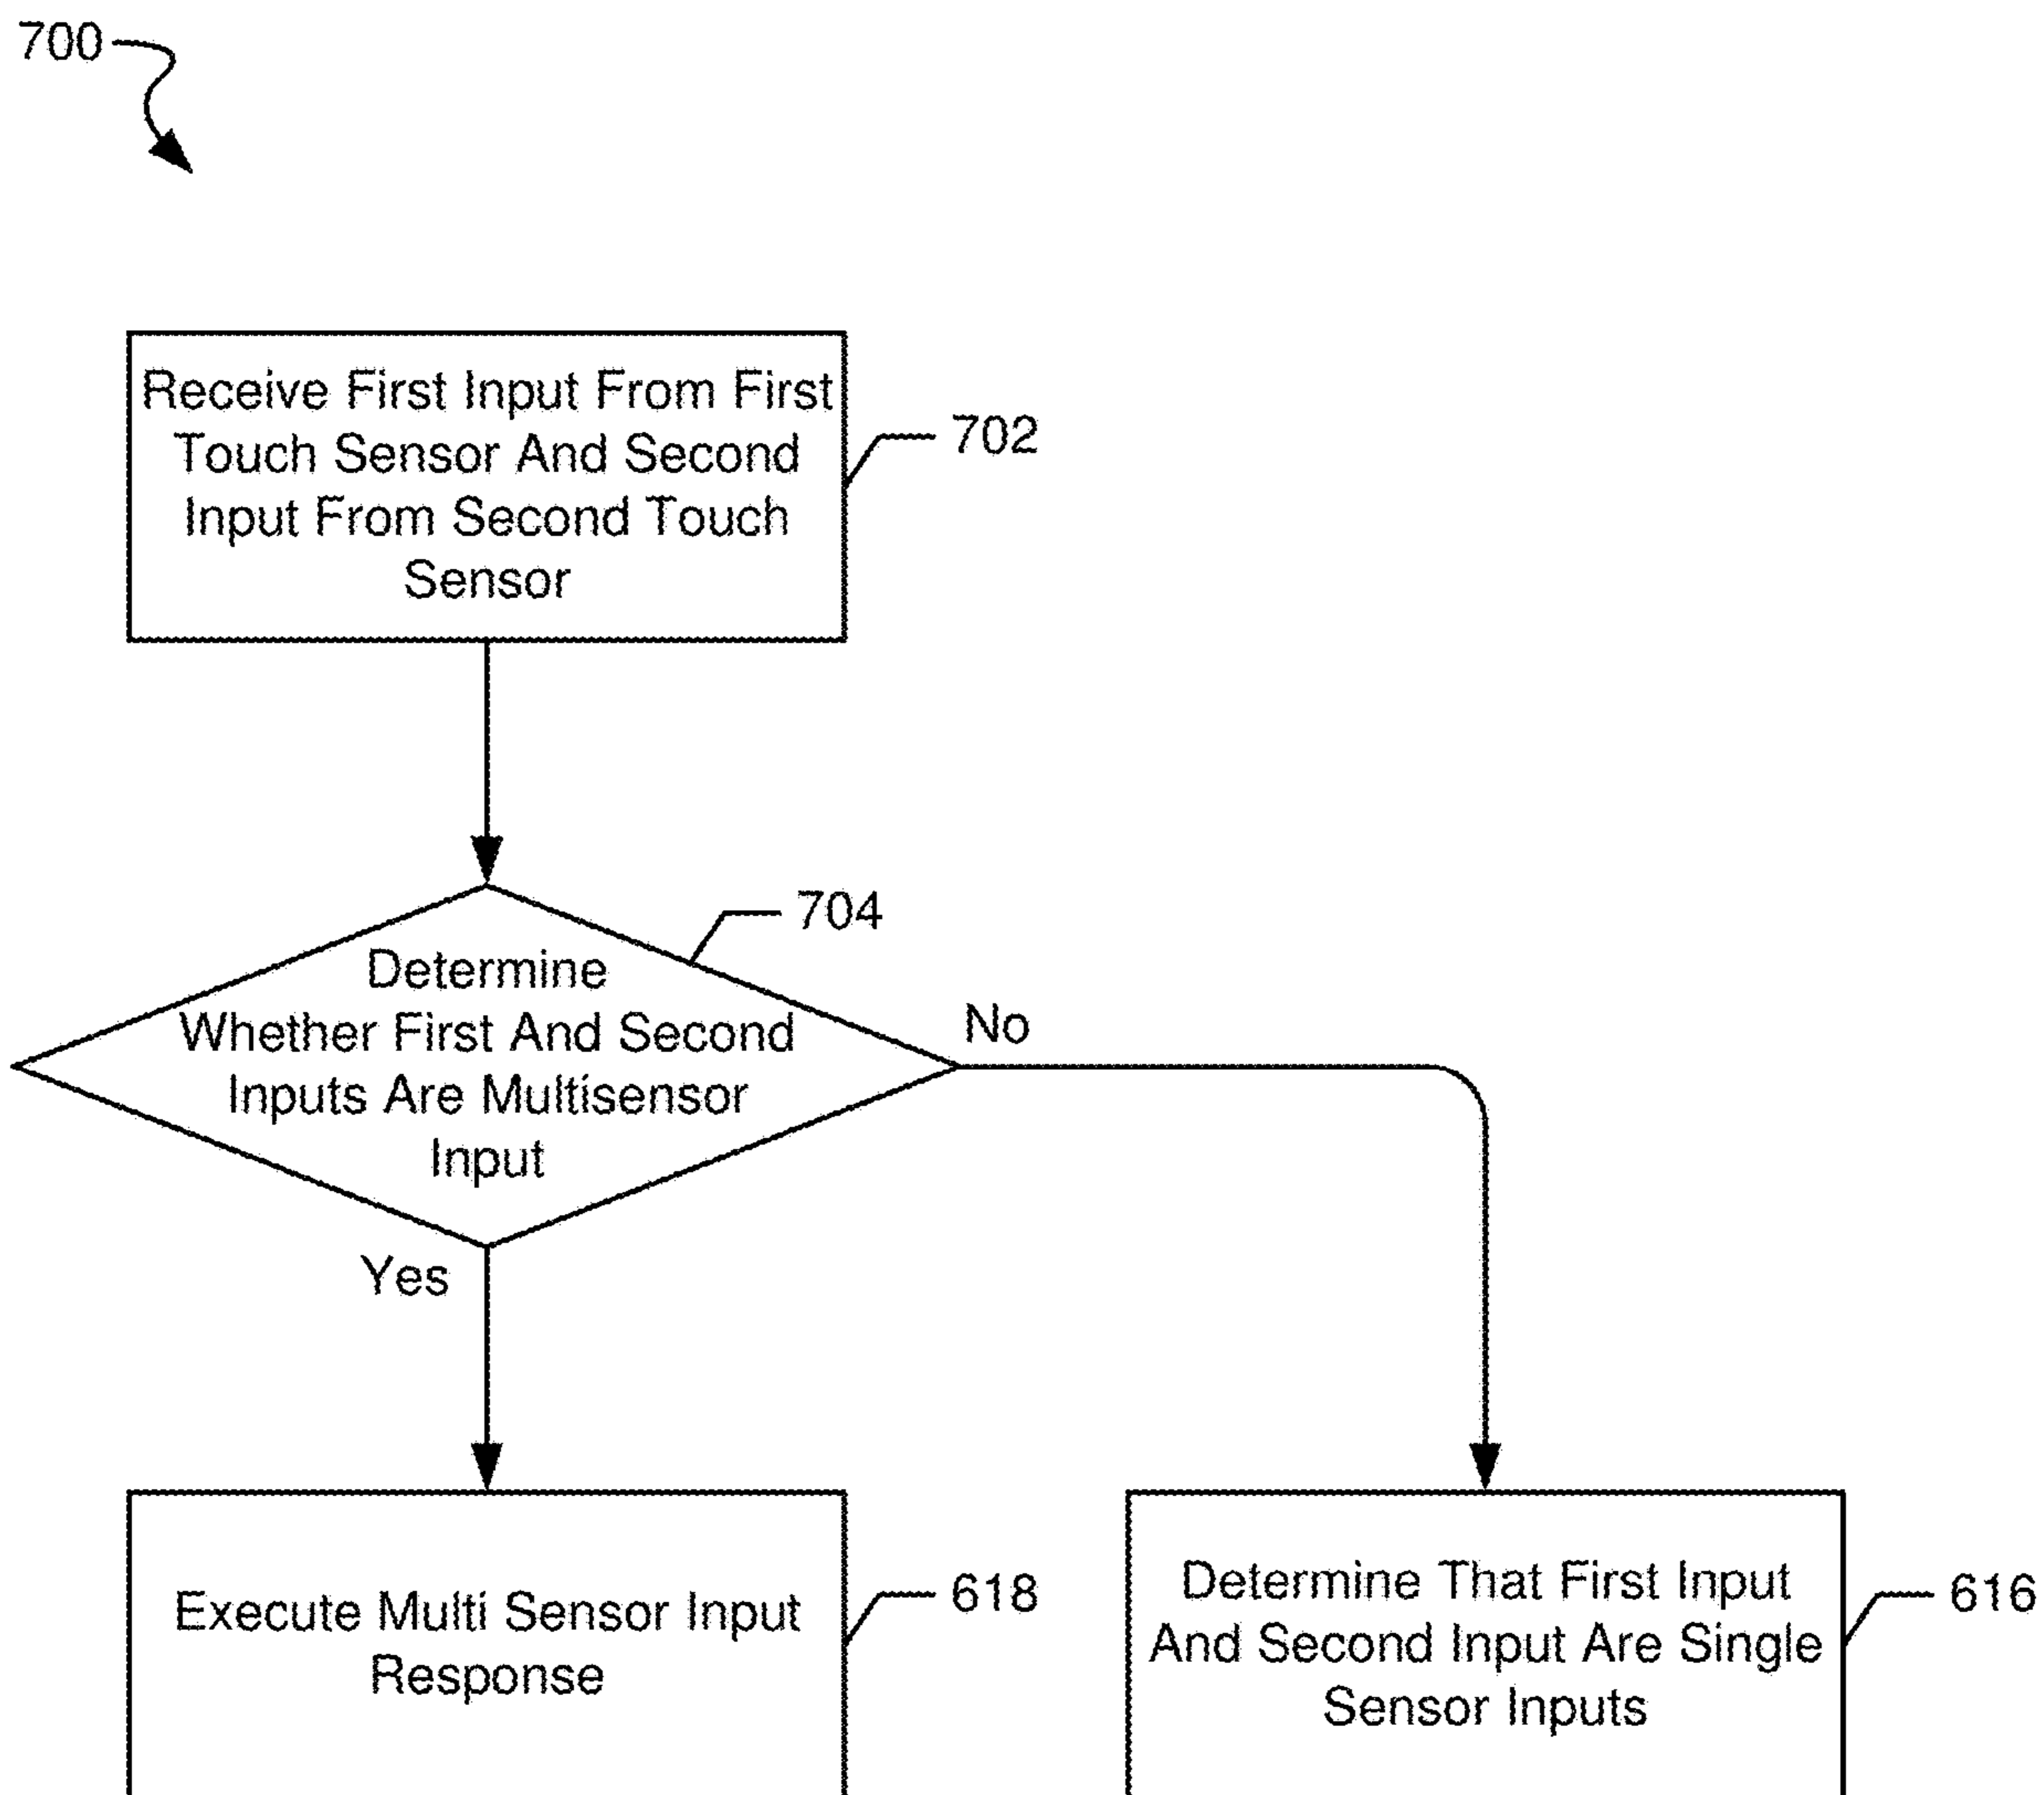 700
Receive First Input From First
Touch Sensor And Second
Input From Second Touch
Sensor
702
704
Determine
Whether First And Second
Inputs Are Multisensor
Input
No
Yes
Execute Multi Sensor Input
Response
618
Determine That First Input
And Second Input Are Single
Sensor Inputs
616